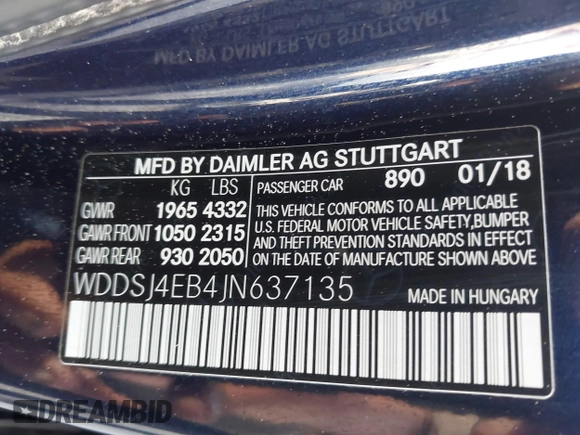 MFD BY DAIMLER AG STUTTGART
KG LBS
GVWR 1965 4332
GAWR FRONT 1050 2315
GAWR REAR 930 2050
PASSENGER CAR 890 01/18
THIS VEHICLE CONFORMS TO ALL APPLICABLE
U.S. FEDERAL MOTOR VEHICLE SAFETY,BUMPER
AND THEFT PREVENTION STANDARDS IN EFFECT
ON THE DATE OF MANUFACTURE SHOWN ABOVE.
WDDSJ4EB4JN637135
MADE IN HUNGARY
DREAMBID